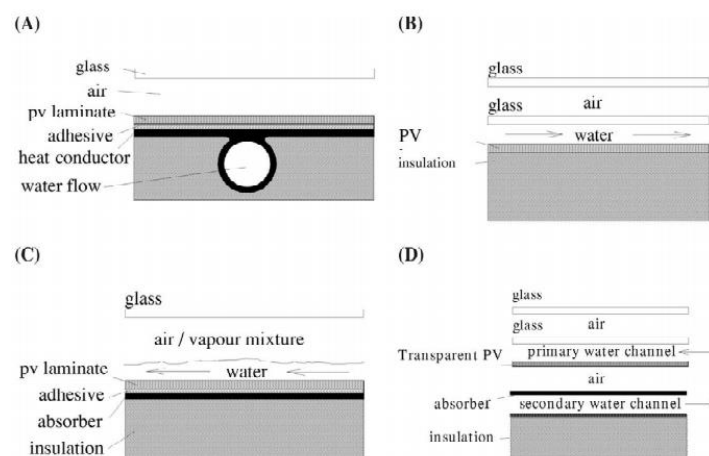 (A)
glass
air
pv laminate
adhesive
heat conductor
water flow
(B)
glass
glass air
water
PV
insulation
(C)
glass
air / vapour mixture
water
pv laminate
adhesive
absorber
insulation
(D)
glass
air
glass
primary water channel
Transparent PV
air
absorber
secondary water channel
insulation